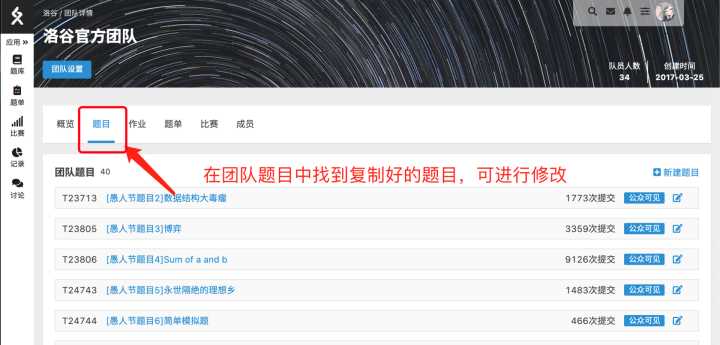 洛谷 / 团队详情
洛谷官方团队
应用 »
题库
题单
比赛
记录
讨论
团队设置
队员人数
34
创建时间
2017-03-25
概览 题目 作业 题单 比赛 成员
在团队题目中找到复制好的题目，可进行修改
团队题目 40 新建题目
T23713 [愚人节题目2]数据结构大毒瘤 1773次提交 公众可见
T23805 [愚人节题目3]博弈 3359次提交 公众可见
T23806 [愚人节题目4]Sum of a and b 9126次提交 公众可见
T24743 [愚人节题目5]永世隔绝的理想乡 1483次提交 公众可见
T24744 [愚人节题目6]简单模拟题 466次提交 公众可见